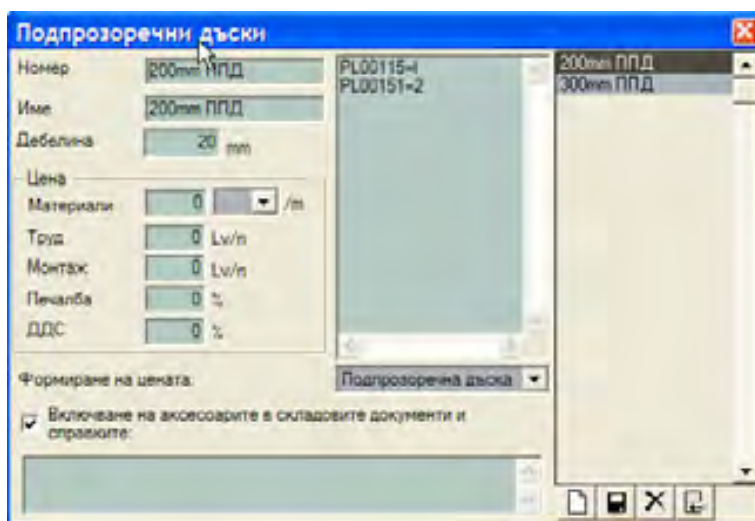 Подпрозоречни дъски
Номер 200mm ППД
Име 200mm ППД
Дебелина 20 mm
Цена
Материали 0 /m
Труд 0 Lv/n
Монтаж 0 Lv/n
Печалба 0 %
ДДС 0 %
PL00115=I
PL00151=2
200mm ППД
300mm ППД
Формиране на цената: Подпрозоречна дъска
Включване на аксесоарите в складовите документи и
справките: